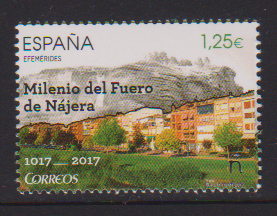 ESPAÑA
1,25€
EFEMÉRIDES
Milenio del Fuero
de Nájera
1017 — 2017
CORREOS